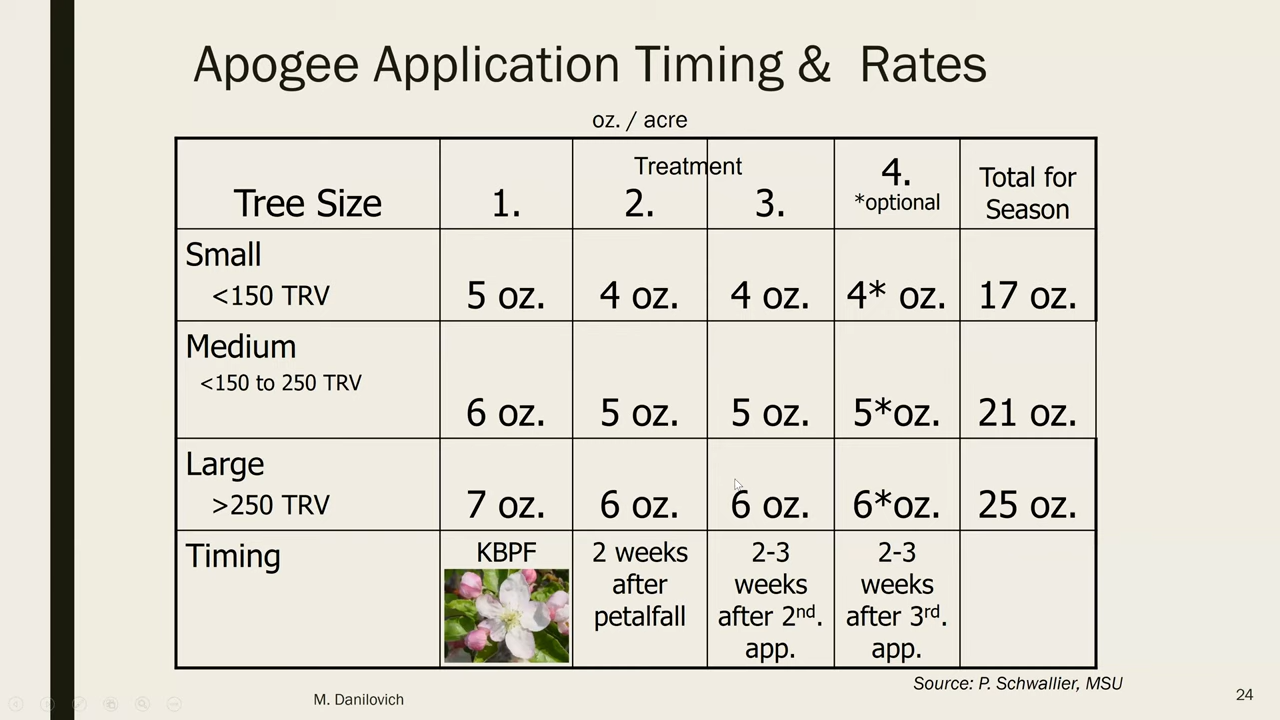 Apogee Application Timing & Rates
oz. / acre
Treatment
Tree Size 1. 2. 3. 4. *optional Total for Season
Small
<150 TRV 5 oz. 4 oz. 4 oz. 4* oz. 17 oz.
Medium
<150 to 250 TRV
6 oz. 5 oz. 5 oz. 5*oz. 21 oz.
Large
>250 TRV 7 oz. 6 oz. 6 oz. 6*oz. 25 oz.
Timing KBPF 2 weeks after petalfall 2-3 weeks after 2nd. app. 2-3 weeks after 3rd. app.
Source: P. Schwallier, MSU
M. Danilovich
24